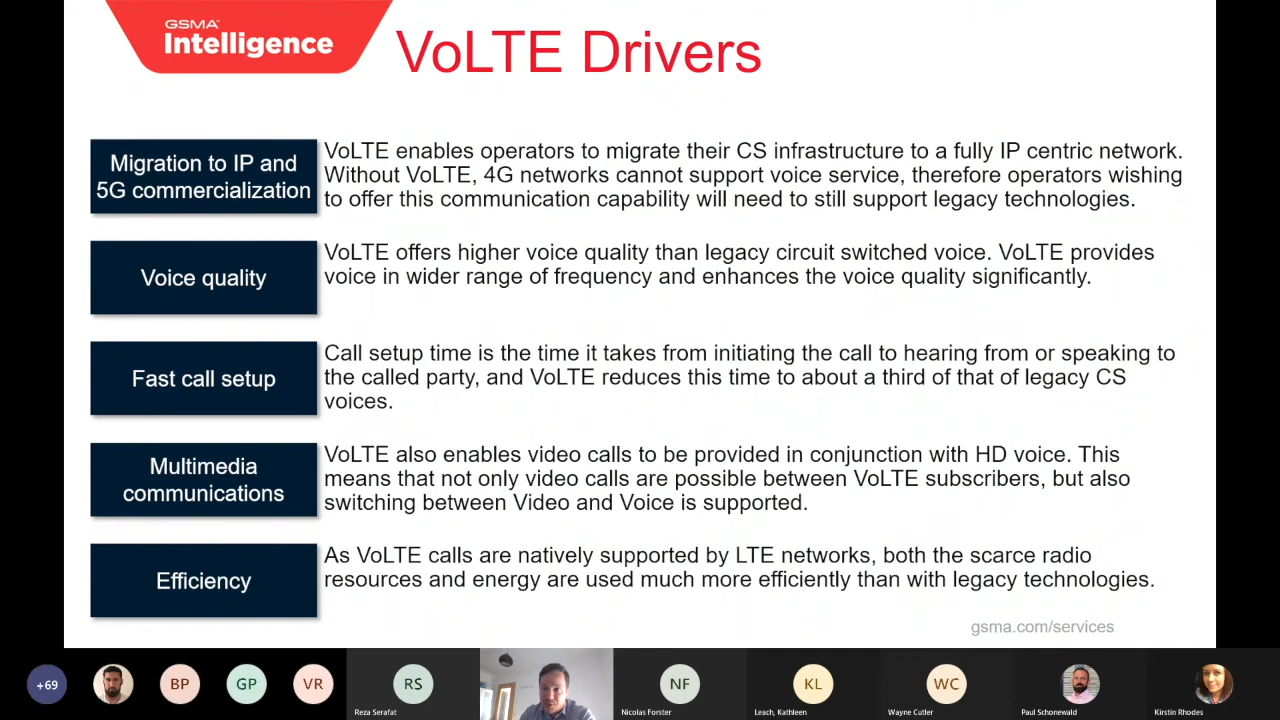 GSMA
Intelligence
VoLTE Drivers
Migration to IP and
5G commercialization
VoLTE enables operators to migrate their CS infrastructure to a fully IP centric network.
Without VoLTE, 4G networks cannot support voice service, therefore operators wishing
to offer this communication capability will need to still support legacy technologies.
Voice quality
VoLTE offers higher voice quality than legacy circuit switched voice. VoLTE provides
voice in wider range of frequency and enhances the voice quality significantly.
Fast call setup
Call setup time is the time it takes from initiating the call to hearing from or speaking to
the called party, and VoLTE reduces this time to about a third of that of legacy CS
voices.
Multimedia
communications
VoLTE also enables video calls to be provided in conjunction with HD voice. This
means that not only video calls are possible between VoLTE subscribers, but also
switching between Video and Voice is supported.
Efficiency
As VoLTE calls are natively supported by LTE networks, both the scarce radio
resources and energy are used much more efficiently than with legacy technologies.
gsma.com/services
+69
BP
GP
VR
RS
Reza Serafat
NF
Nicolas Forster
KL
Leach, Kathleen
WC
Wayne Cutler
Paul Schonewald
Kirstin Rhodes